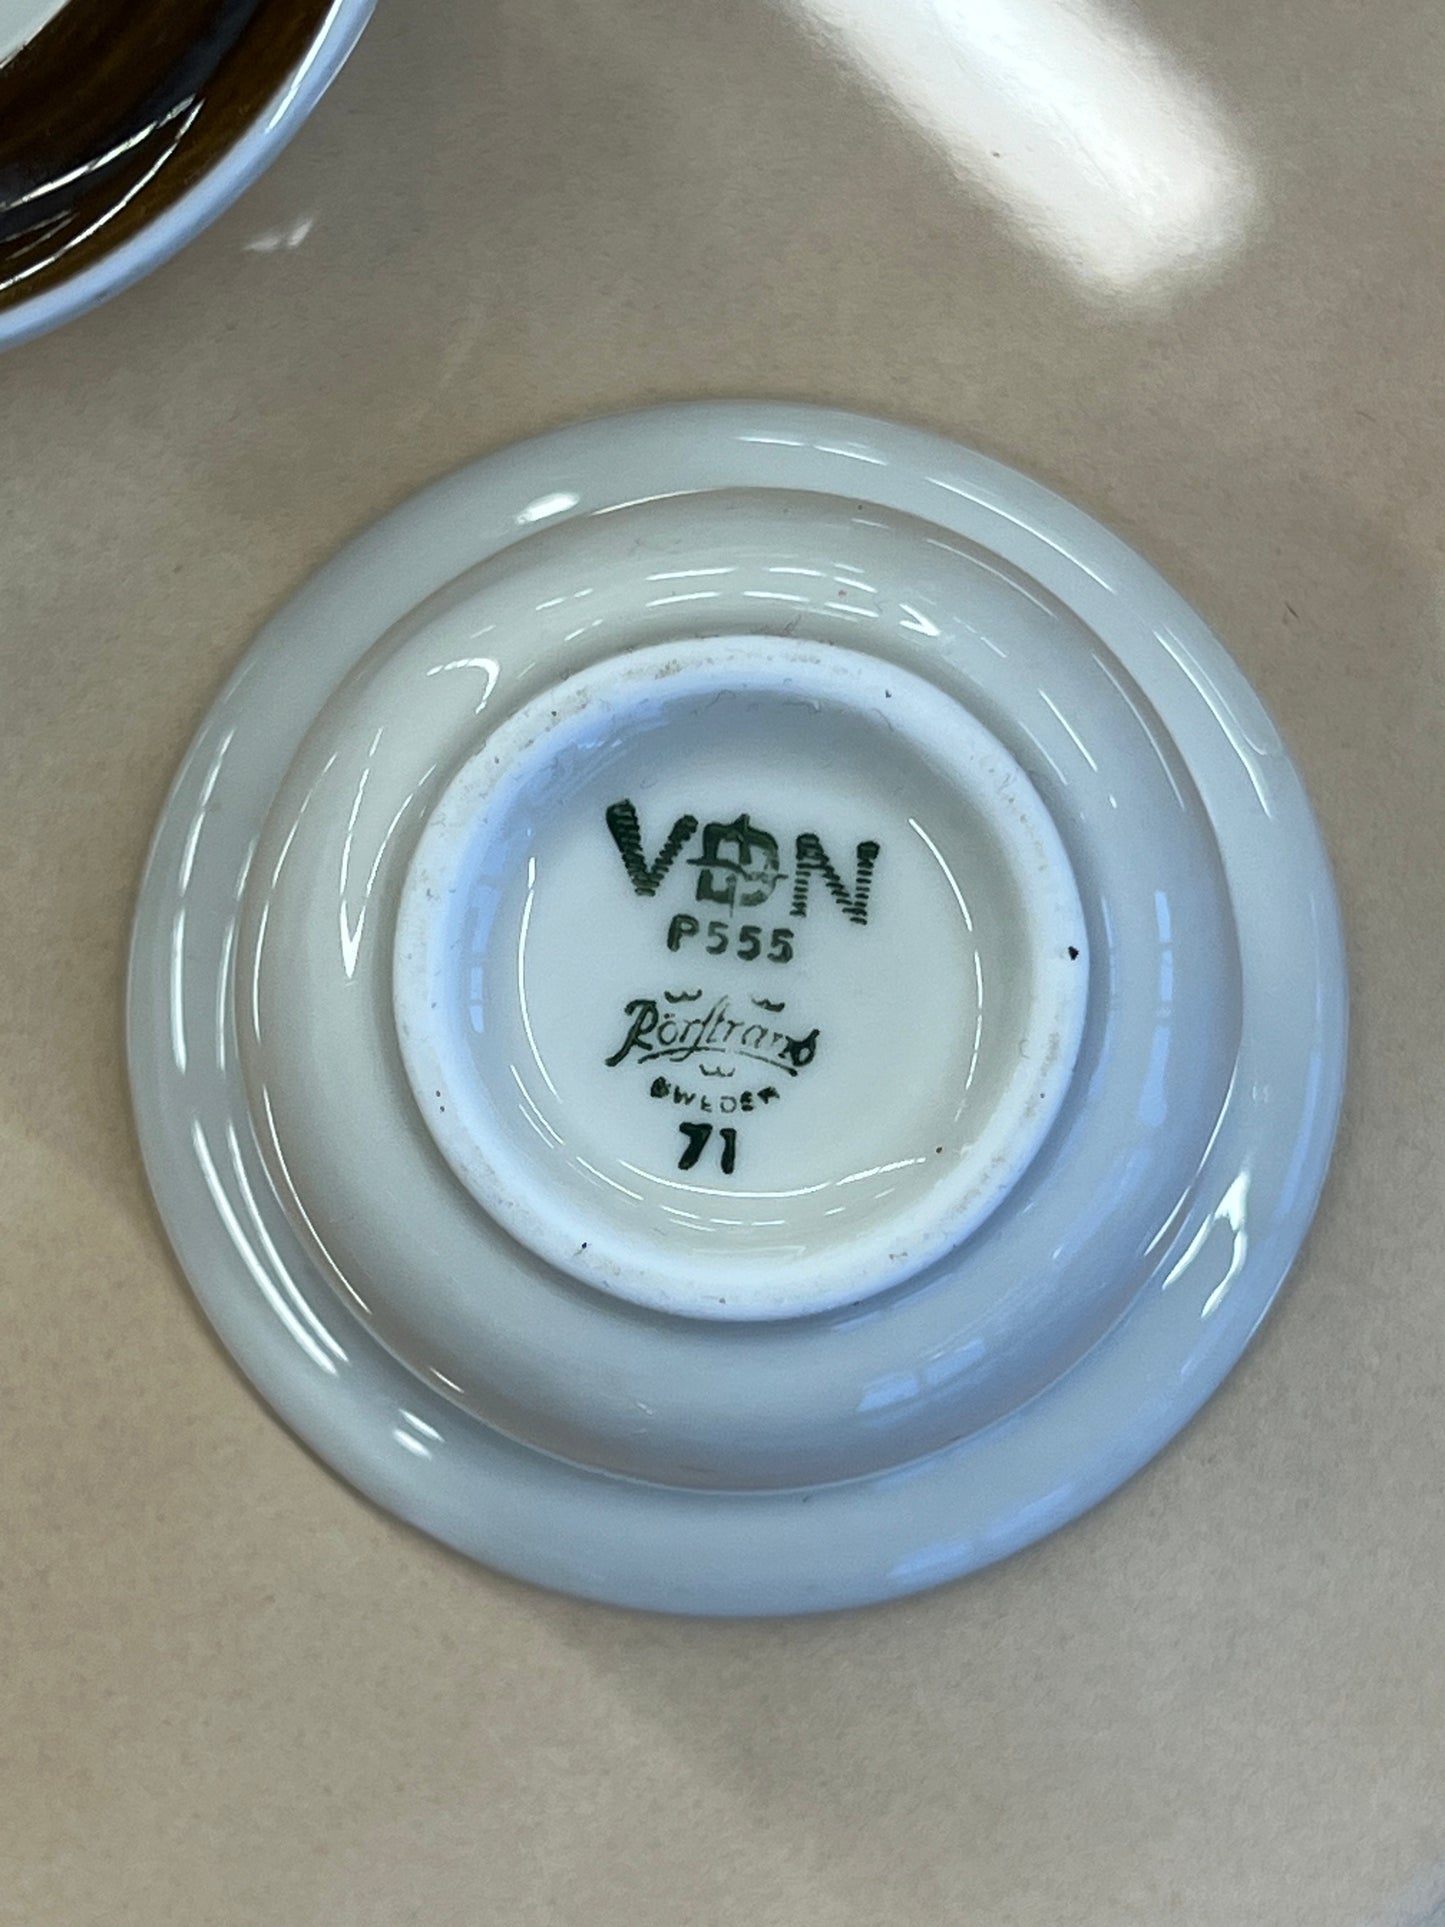 VDN
P555
Rörstrand
SWEDEN
71